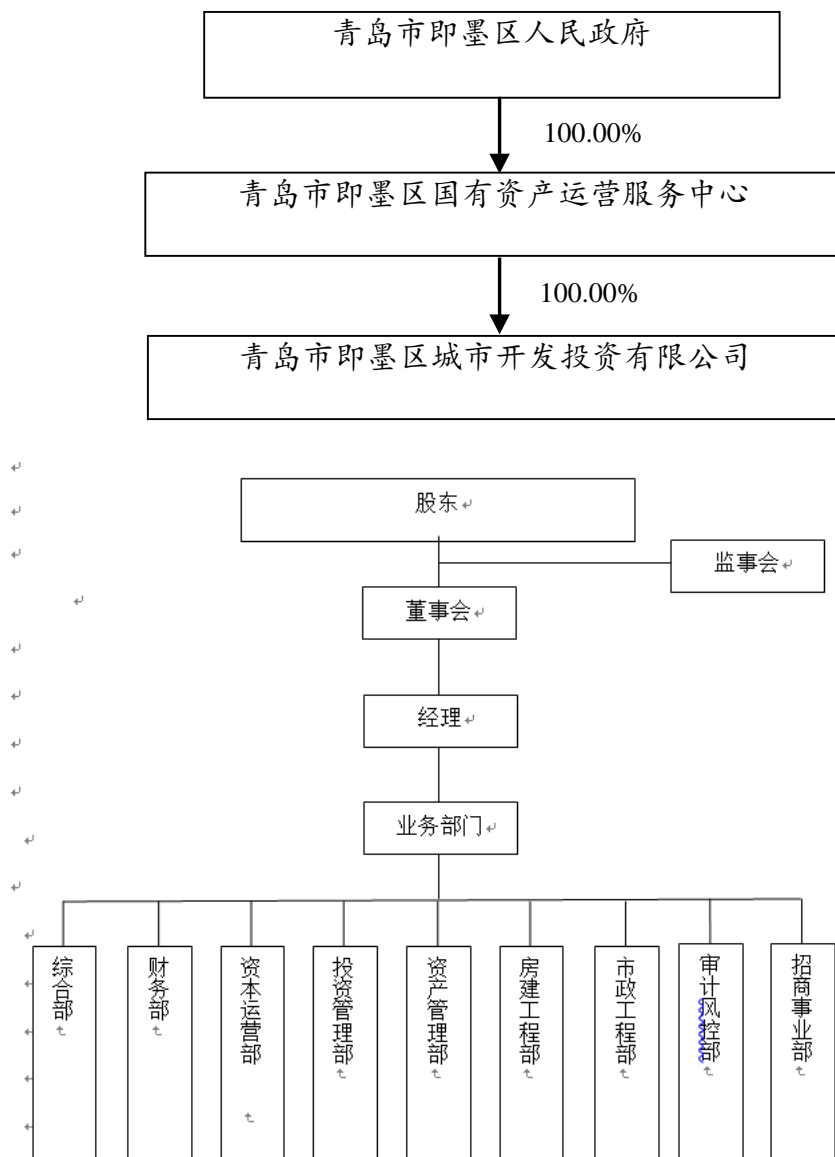 青岛市即墨区人民政府
100.00%
青岛市即墨区国有资产运营服务中心
100.00%
青岛市即墨区城市开发投资有限公司
股东
监事会
董事会
经理
业务部门
综合部
财务部
资本运营部
投资管理部
资产管理部
房建工程部
市政工程部
审计风控部
招商事业部